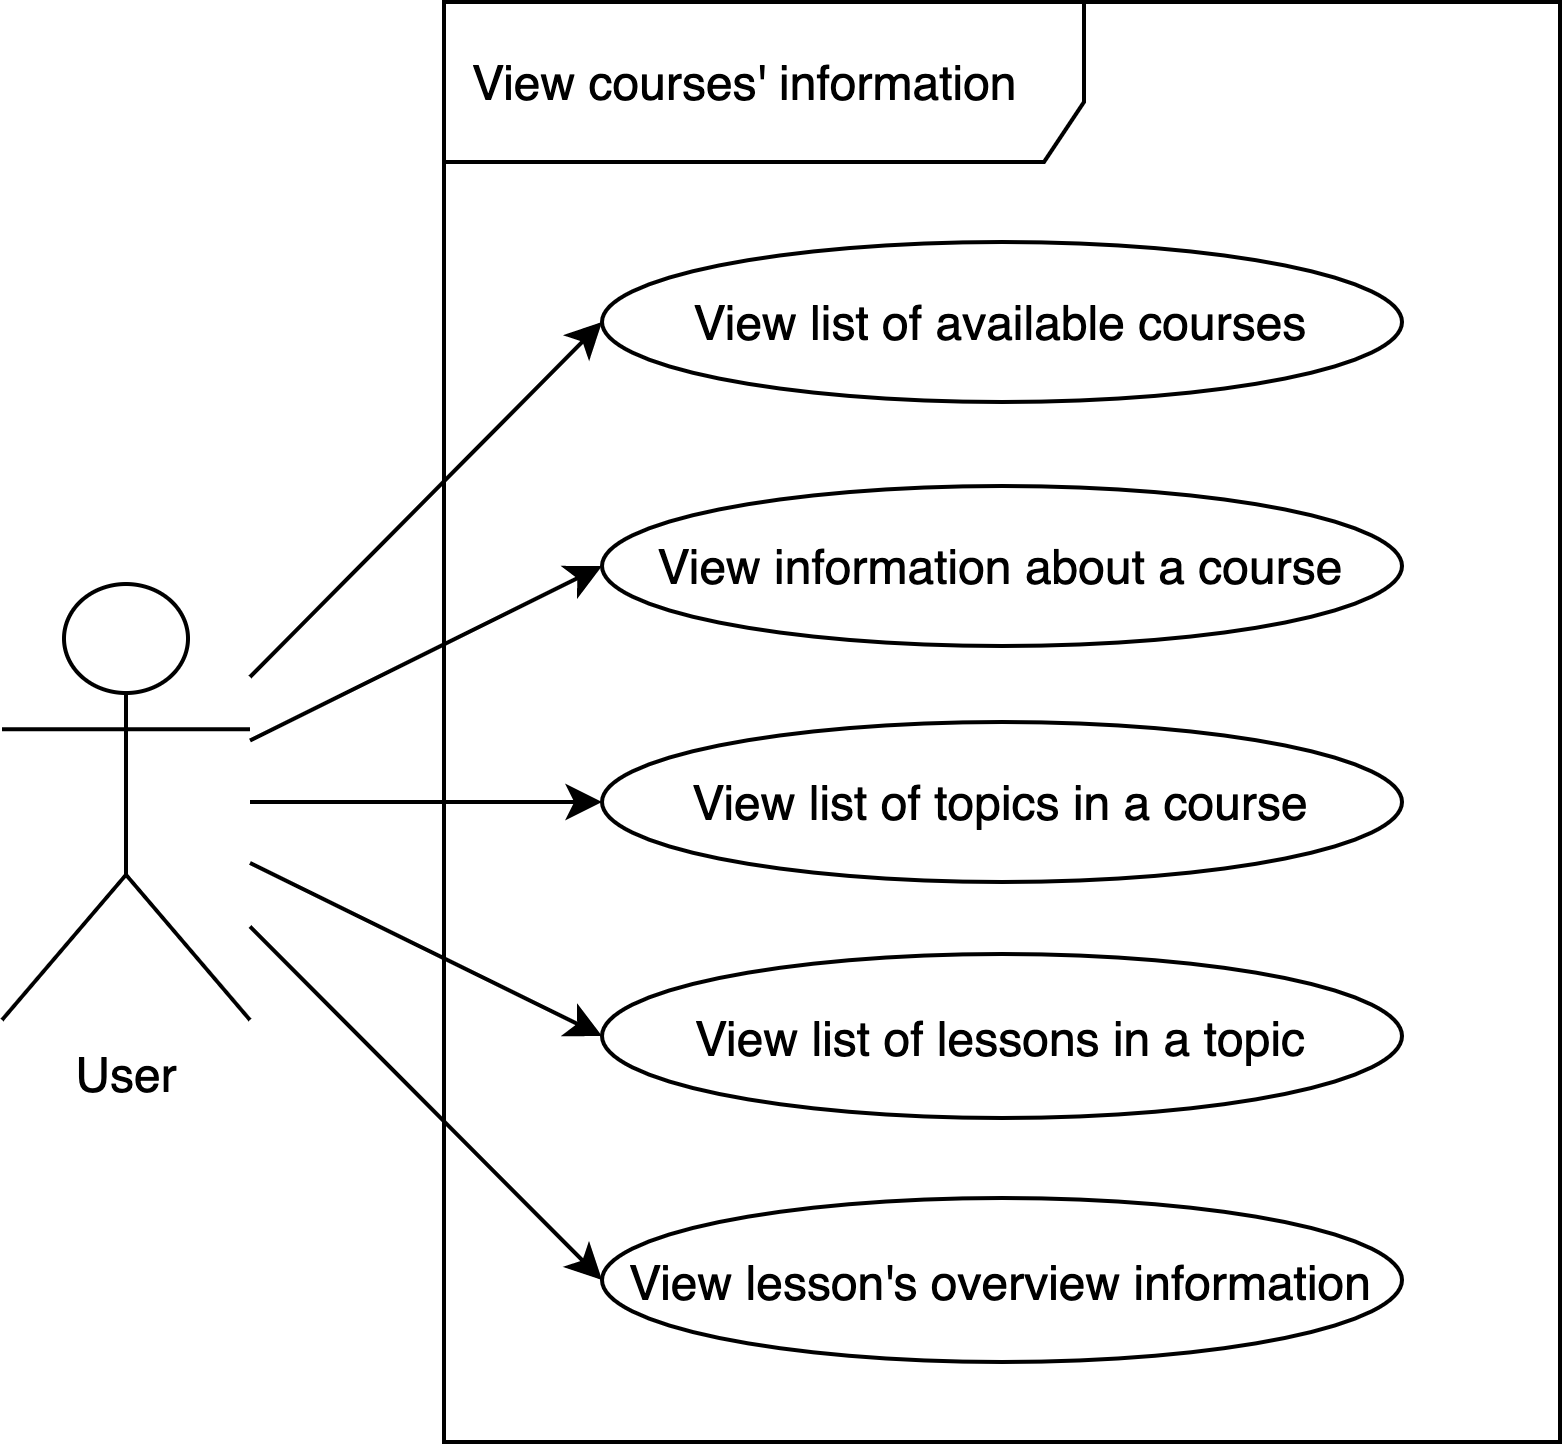 View courses' information
View list of available courses
View information about a course
View list of topics in a course
View list of lessons in a topic
View lesson's overview information
User